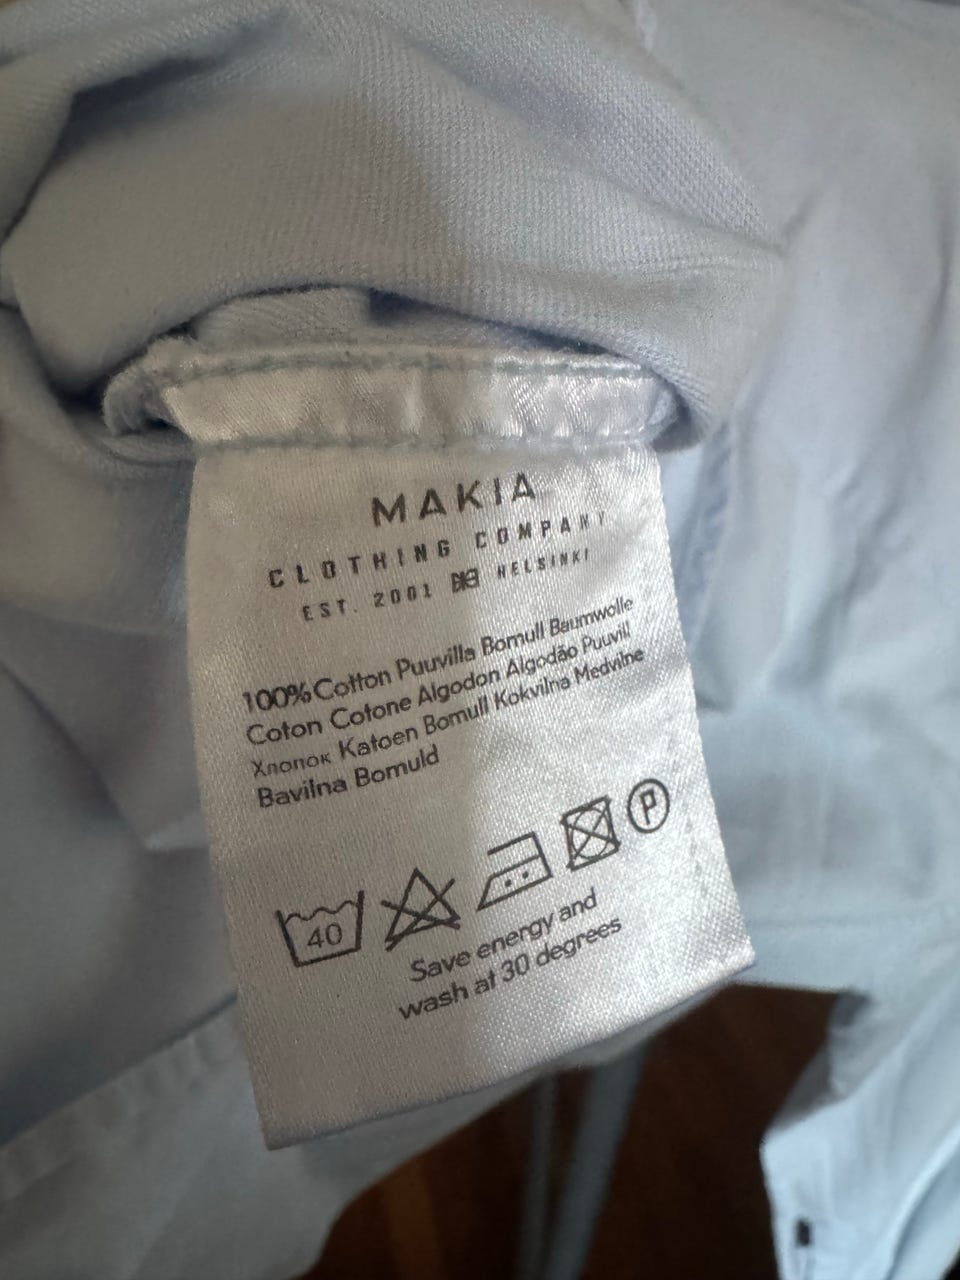 MAKIA
CLOTHING COMPANY
EST. 2001 HELSINKI
100% Cotton Puuvilla Bomull Baumwolle
Coton Cotone Algodon Algodão Puuvill
Хлопок Katoen Bomull Kokvilna Medvilne
Bavilna Bomuld
40
P
Save energy and
wash at 30 degrees